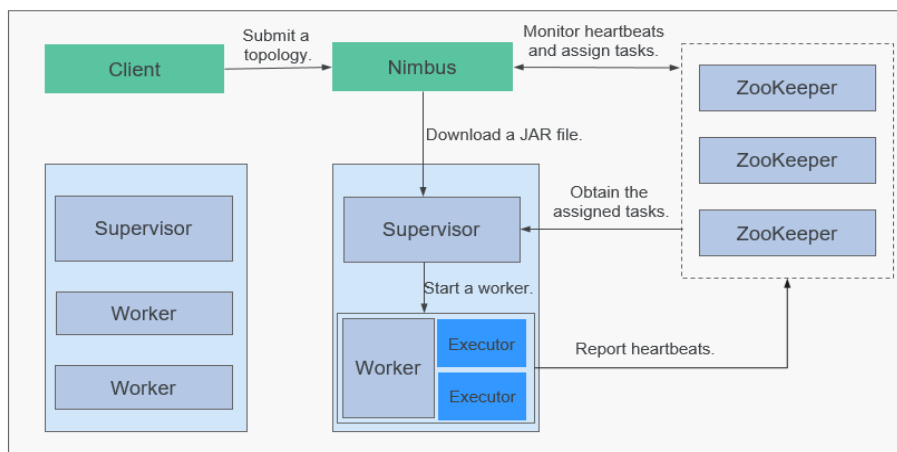 Client
Submit a
topology.
Nimbus
Monitor heartbeats
and assign tasks.
ZooKeeper
ZooKeeper
ZooKeeper
Download a JAR file.
Supervisor
Worker
Worker
Supervisor
Obtain the
assigned tasks.
Start a worker.
Worker
Executor
Executor
Report heartbeats.